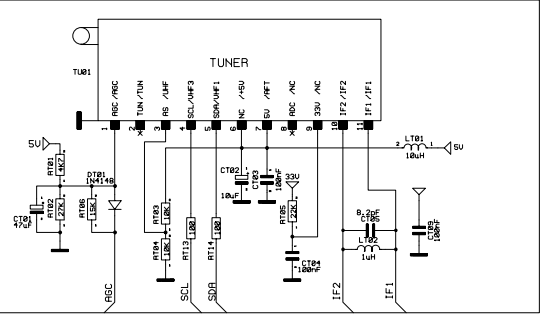 TUNER
TU01
AGC /AGC
TUN/TUN
AS /UHF
SCL/VHF3
SDA/VHF1
NC /+5V
5V /AFT
ADC /NC
33V /NC
IF2 /IF2
IF1 /IF1
1 2 3 4 5 6 7 8 9 10 11
5V
RT01
4K7
DT01
1N4148
CT01
47uF
RT02
27K
RT06
15K
RT03
10K
RT04
10K
RT13
100
RT14
100
CT02
10uF
CT03
100nF
33V
RT05
22K
CT04
100nF
2 LT01 1
10uH
5V
8.2pF
CT05
LT02
1uH
CT09
100nF
AGC
SCL
SDA
IF2
IF1